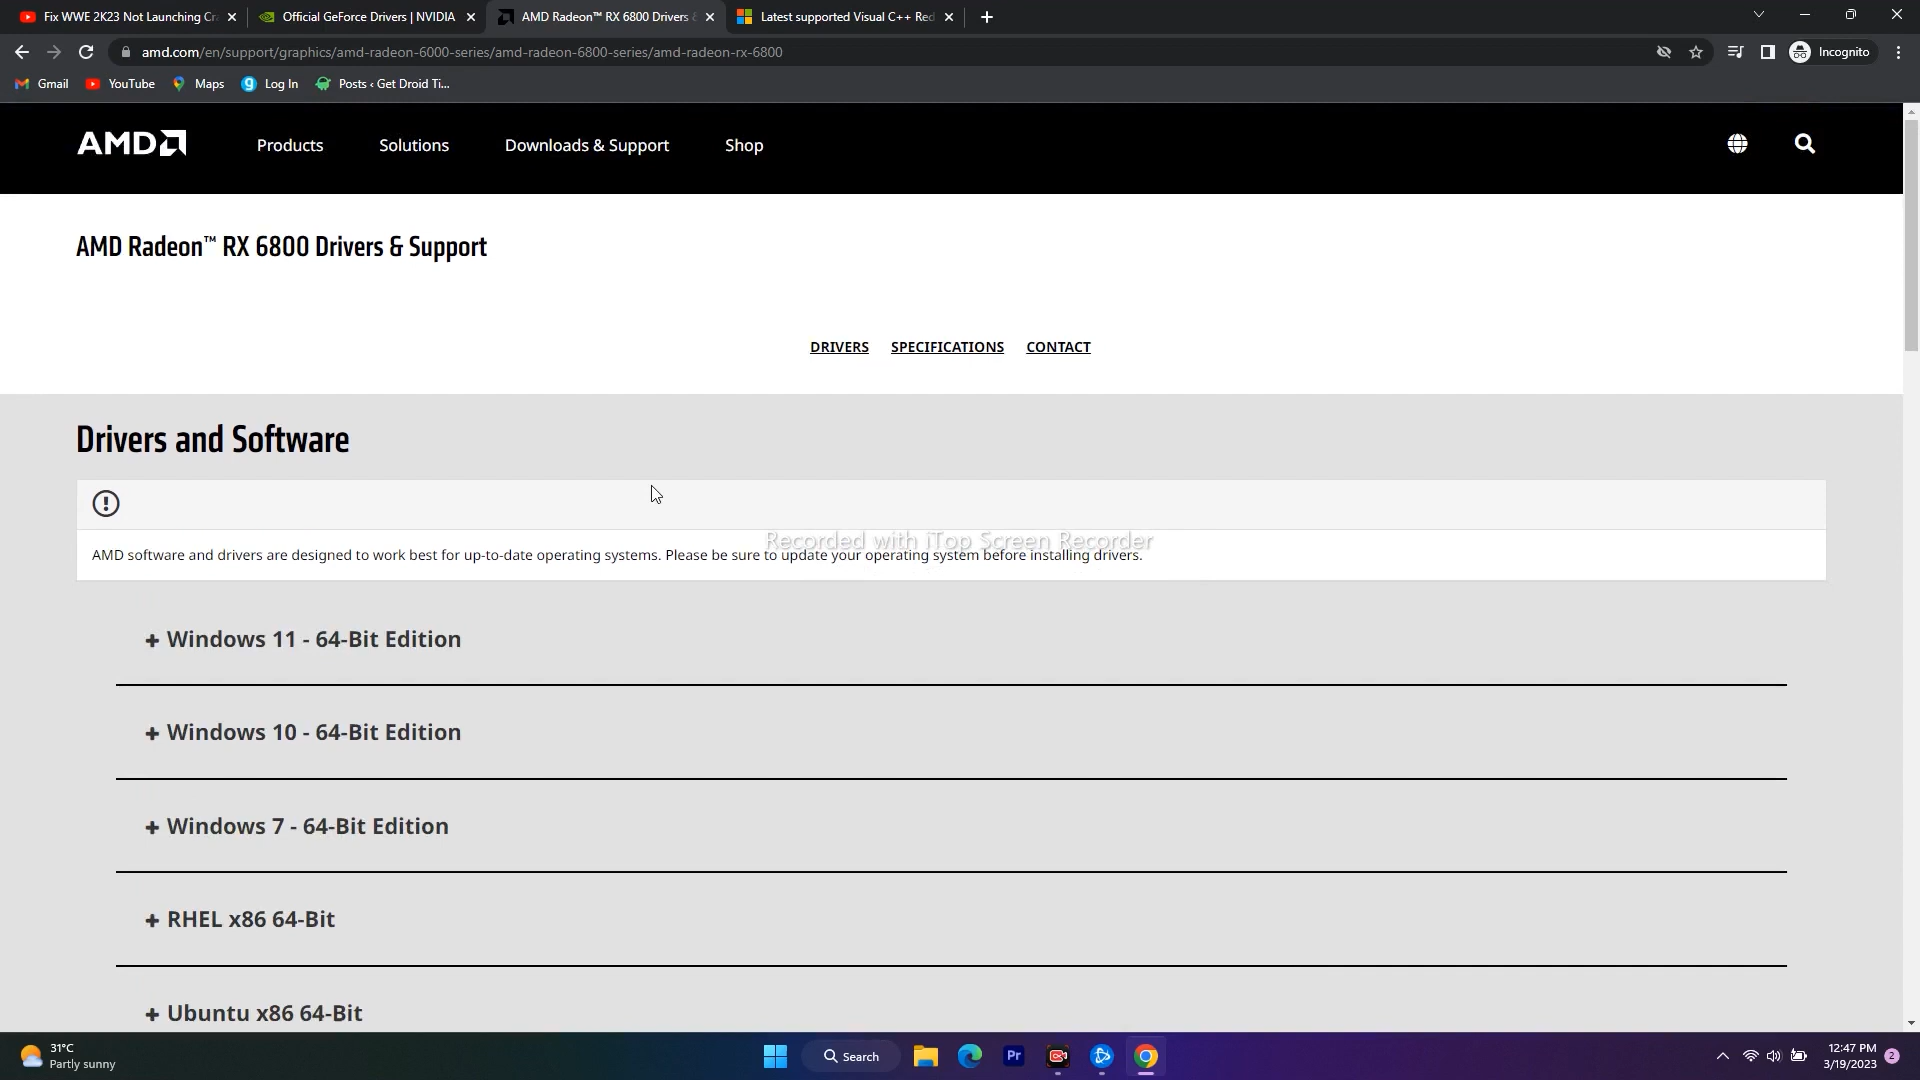 Fix WWE 2K23 Not Launching Cr
Official GeForce Drivers | NVIDIA
AMD Radeon™ RX 6800 Drivers &
Latest supported Visual C++ Red
amd.com/en/support/graphics/amd-radeon-6000-series/amd-radeon-6800-series/amd-radeon-rx-6800
Incognito
Gmail
YouTube
Maps
Log In
Posts ‹ Get Droid Ti...
AMD
Products
Solutions
Downloads & Support
Shop
AMD Radeon™ RX 6800 Drivers & Support
DRIVERS
SPECIFICATIONS
CONTACT
Drivers and Software
Recorded with iTop Screen Recorder
AMD software and drivers are designed to work best for up-to-date operating systems. Please be sure to update your operating system before installing drivers.
+ Windows 11 - 64-Bit Edition
+ Windows 10 - 64-Bit Edition
+ Windows 7 - 64-Bit Edition
+ RHEL x86 64-Bit
+ Ubuntu x86 64-Bit
31°C
Partly sunny
Search
Pr
12:47 PM
3/19/2023
2